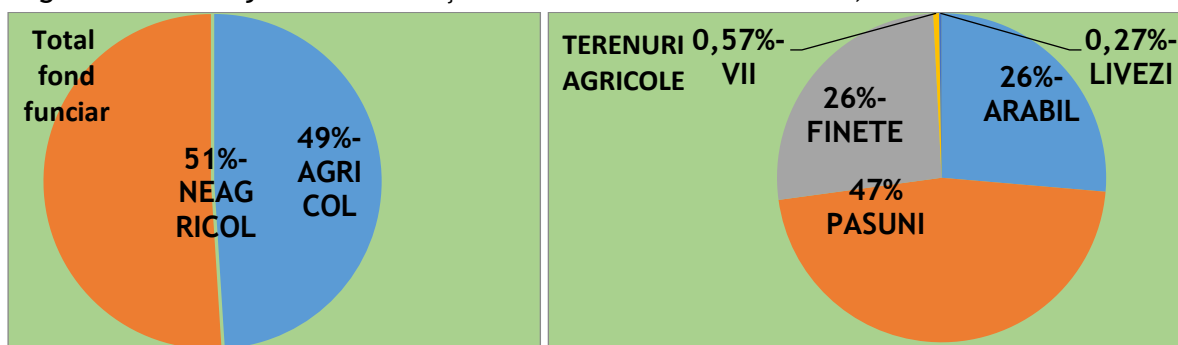 Total
fond
funciar
51%-
NEAG
RICOL
49%-
AGRI
COL
TERENURI
AGRICOLE
0,57%-
VII
0,27%-
LIVEZI
26%-
FINETE
26%-
ARABIL
47%
PASUNI